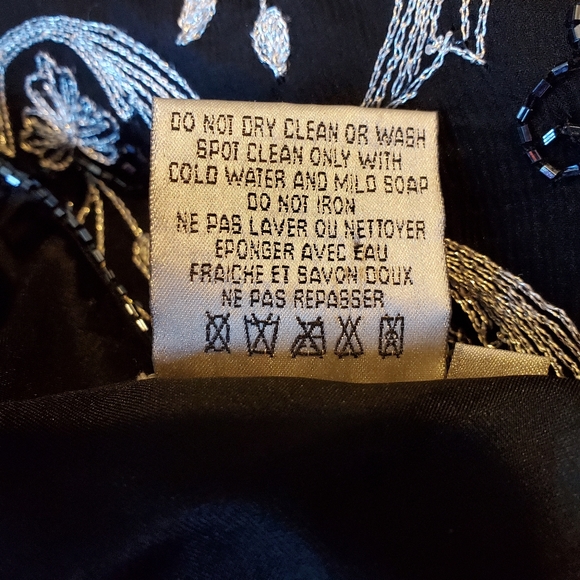 DO NOT DRY CLEAN OR WASH
SPOT CLEAN ONLY WITH
COLD WATER AND MILD SOAP
DO NOT IRON
NE PAS LAVER OU NETTOYER
EPONGER AVEC EAU
FRAICHE ET SAVON DOUX
NE PAS REPASSER